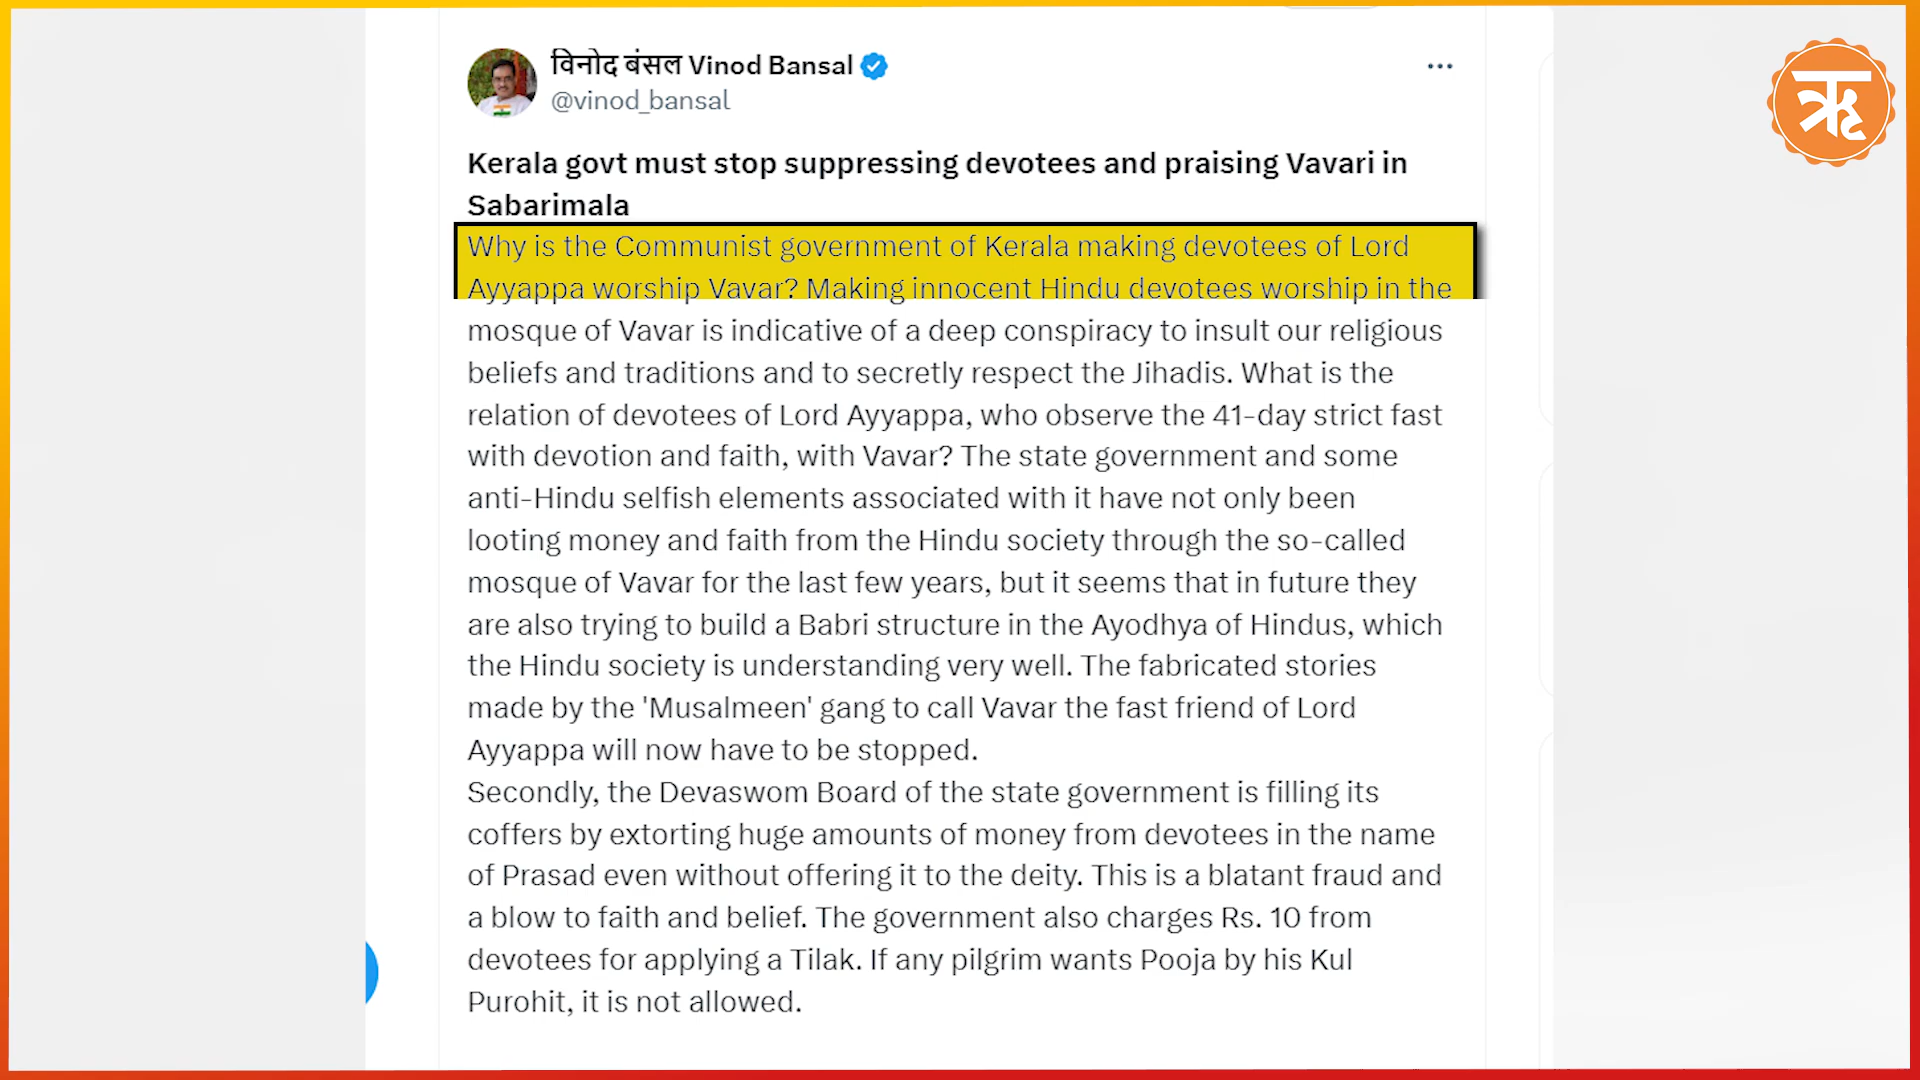 विनोद बंसल Vinod Bansal
@vinod_bansal
Kerala govt must stop suppressing devotees and praising Vavari in
Sabarimala
Why is the Communist government of Kerala making devotees of Lord
Ayyappa worship Vavar? Making innocent Hindu devotees worship in the
mosque of Vavar is indicative of a deep conspiracy to insult our religious
beliefs and traditions and to secretly respect the Jihadis. What is the
relation of devotees of Lord Ayyappa, who observe the 41-day strict fast
with devotion and faith, with Vavar? The state government and some
anti-Hindu selfish elements associated with it have not only been
looting money and faith from the Hindu society through the so-called
mosque of Vavar for the last few years, but it seems that in future they
are also trying to build a Babri structure in the Ayodhya of Hindus, which
the Hindu society is understanding very well. The fabricated stories
made by the 'Musalmeen' gang to call Vavar the fast friend of Lord
Ayyappa will now have to be stopped.
Secondly, the Devaswom Board of the state government is filling its
coffers by extorting huge amounts of money from devotees in the name
of Prasad even without offering it to the deity. This is a blatant fraud and
a blow to faith and belief. The government also charges Rs. 10 from
devotees for applying a Tilak. If any pilgrim wants Pooja by his Kul
Purohit, it is not allowed.
ऋ